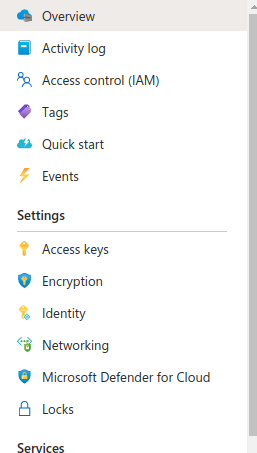 Overview
Activity log
Access control (IAM)
Tags
Quick start
Events
Settings
Access keys
Encryption
Identity
Networking
Microsoft Defender for Cloud
Locks
Services